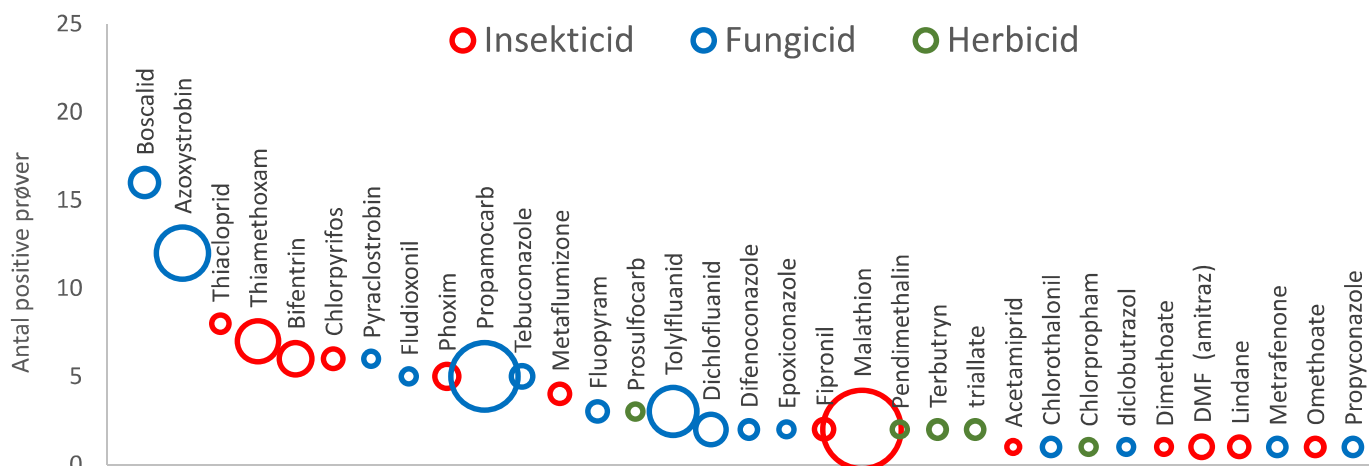 Insekticid
Fungicid
Herbicid
Antal positive prøver
25
20
15
10
5
0
Boscalid
Azoxystrobin
Thiacloprid
Thiamethoxam
Bifentrin
Chlorpyrifos
Pyraclostrobin
Fludioxonil
Phoxim
Propamocarb
Tebuconazole
Metaflumizone
Fluopyram
Prosulfocarb
Tolylfluanid
Dichlofluanid
Difenoconazole
Epoxiconazole
Fipronil
Malathion
Pendimethalin
Terbutryn
triallate
Acetamiprid
Chlorothalonil
Chlorpropham
diclobutrazol
Dimethoate
DMF (amitraz)
Lindane
Metrafenone
Omethoate
Propyconazole